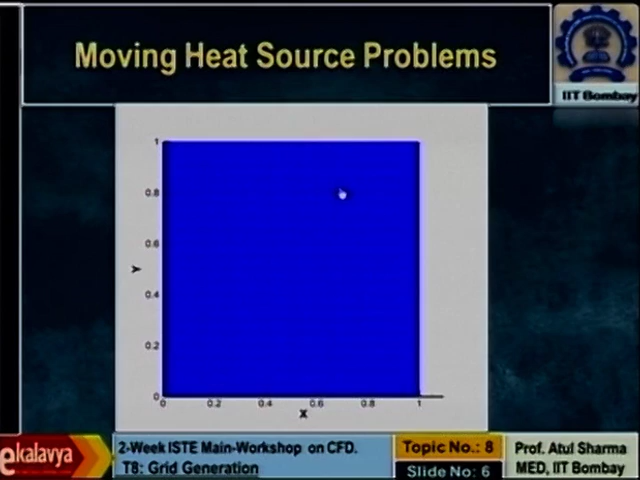 Moving Heat Source Problems
IIT Bombay
1
0.8
0.6
Y
0.4
0.2
0
0 0.2 0.4 0.6 0.8 1
X
ekalavya
2-Week ISTE Main-Workshop on CFD.
T8: Grid Generation
Topic No.: 8
Slide No: 6
Prof. Atul Sharma
MED, IIT Bombay